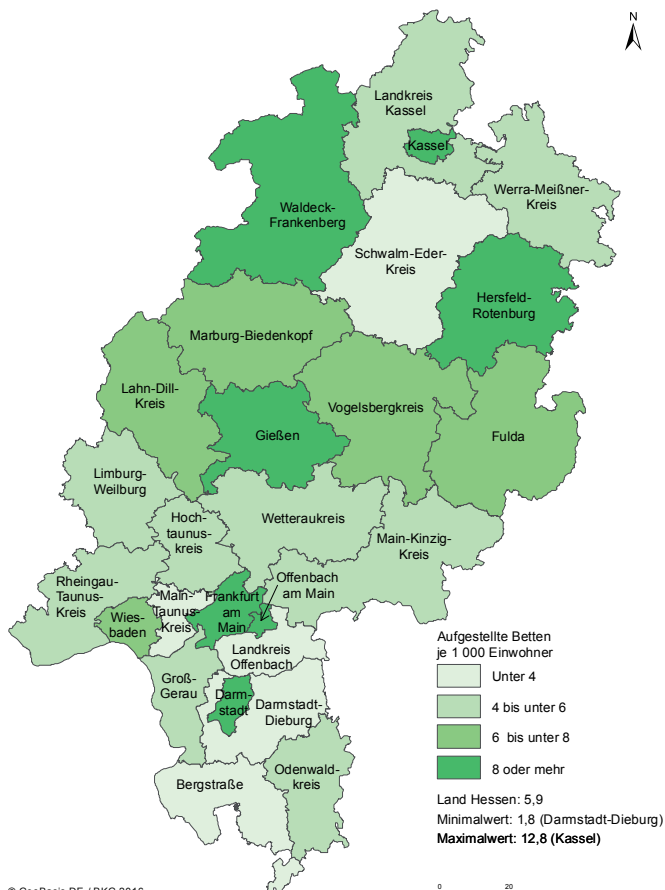 N
Landkreis
Kassel
Kassel
Werra-Meißner-
Kreis
Waldeck-
Frankenberg
Schwalm-Eder-
Kreis
Hersfeld-
Rotenburg
Marburg-Biedenkopf
Lahn-Dill-
Kreis
Vogelsbergkreis
Gießen
Fulda
Limburg-
Weilburg
Hoch-
taunus-
kreis
Wetteraukreis
Main-Kinzig-
Kreis
Rheingau-
Taunus-
Kreis
Wies-
baden
Main-
Taunus-
Kreis
Frankfurt
am
Main
Offenbach
am Main
Landkreis
Offenbach
Groß-
Gerau
Darm-
stadt
Darmstadt-
Dieburg
Bergstraße
Odenwald-
kreis
Aufgestellte Betten
je 1 000 Einwohner
Unter 4
4 bis unter 6
6 bis unter 8
8 oder mehr
Land Hessen: 5,9
Minimalwert: 1,8 (Darmstadt-Dieburg)
Maximalwert: 12,8 (Kassel)
0 20